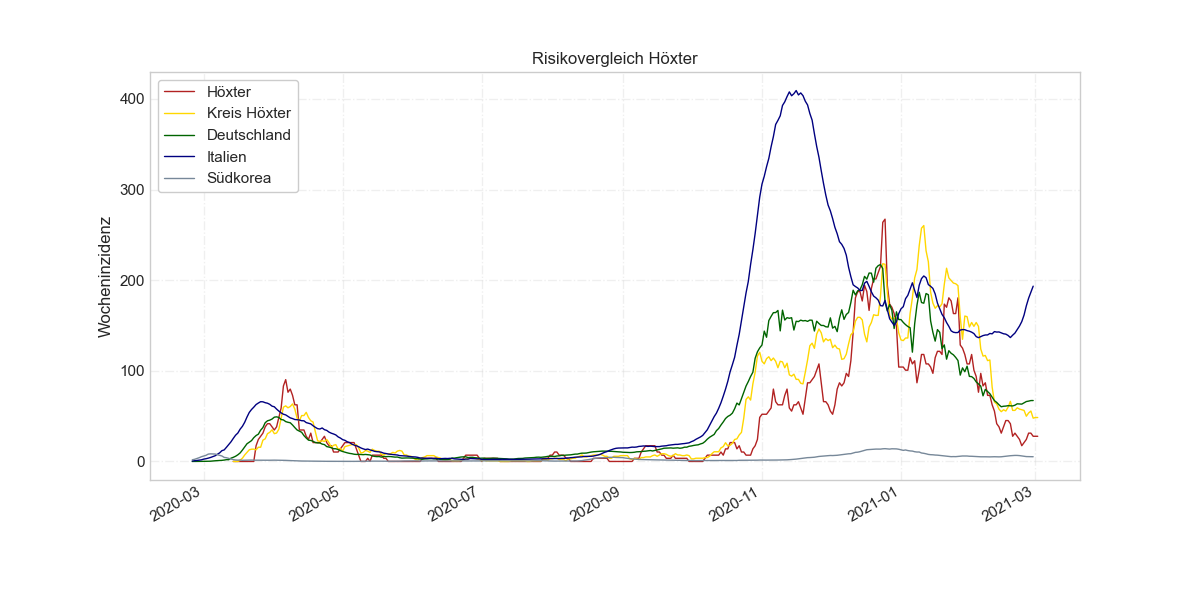 Risikovergleich Höxter
Höxter
Kreis Höxter
Deutschland
Italien
Südkorea
Wocheninzidenz
400
300
200
100
0
2020-03
2020-05
2020-07
2020-09
2020-11
2021-01
2021-03